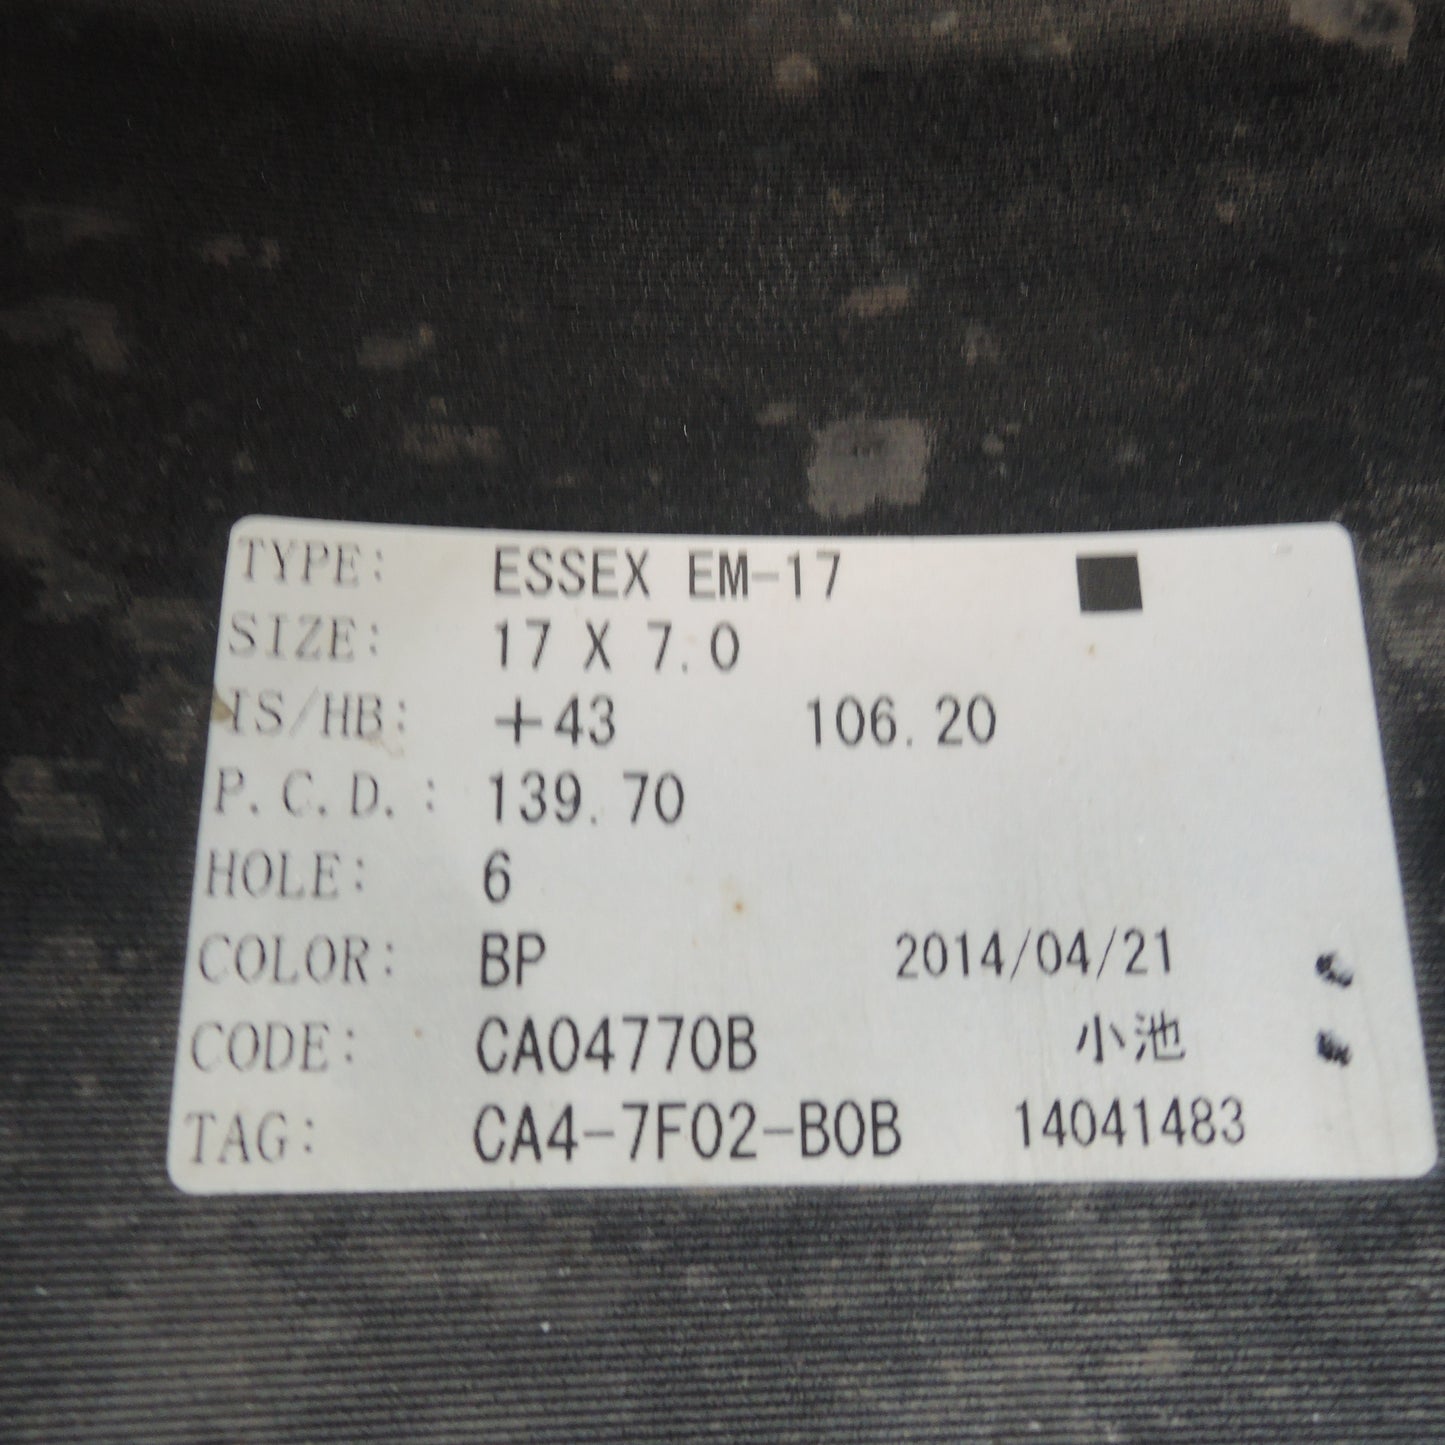 TYPE: ESSEX EM-17 ■
SIZE: 17 X 7.0
IS/HB: +43 106.20
P.C.D.: 139.70
HOLE: 6
COLOR: BP 2014/04/21
CODE: CA04770B 小池
TAG: CA4-7F02-B0B 14041483